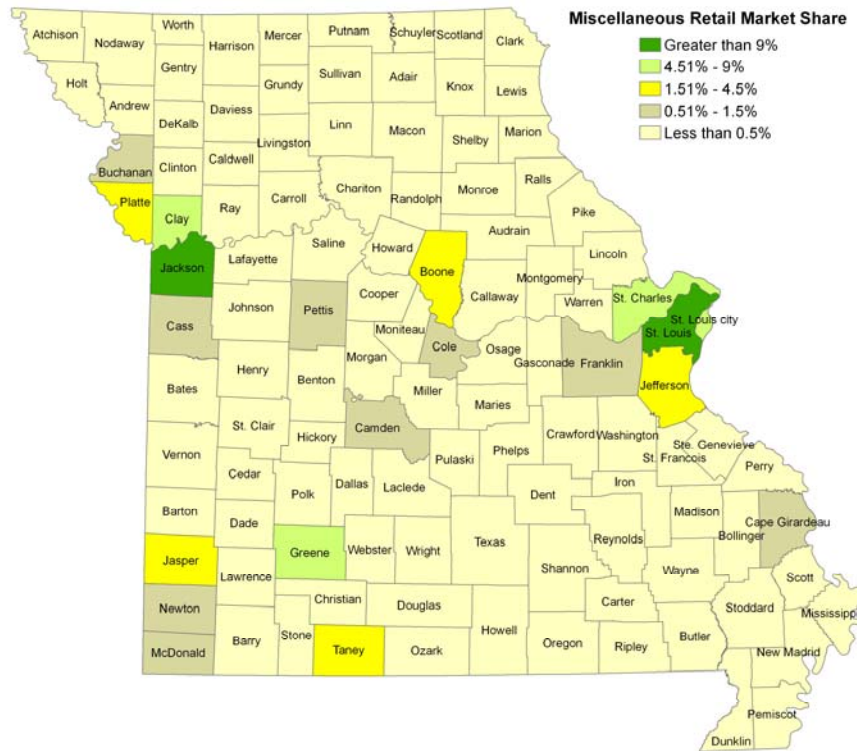 Miscellaneous Retail Market Share
Greater than 9%
4.51% - 9%
1.51% - 4.5%
0.51% - 1.5%
Less than 0.5%
Atchison
Nodaway
Worth
Harrison
Mercer
Putnam
Schuyler
Scotland
Clark
Holt
Gentry
Sullivan
Adair
Knox
Lewis
Andrew
DeKalb
Daviess
Grundy
Linn
Macon
Shelby
Marion
Buchanan
Clinton
Caldwell
Livingston
Chariton
Randolph
Monroe
Ralls
Platte
Clay
Ray
Carroll
Pike
Jackson
Lafayette
Saline
Howard
Boone
Audrain
Lincoln
Montgomery
Callaway
Warren
St. Charles
St. Louis city
St. Louis
Cass
Johnson
Pettis
Cooper
Moniteau
Cole
Osage
Gasconade
Franklin
Jefferson
Bates
Henry
Benton
Morgan
Miller
Maries
St. Clair
Hickory
Camden
Pulaski
Phelps
Crawford
Washington
St. Francois
Ste. Genevieve
Perry
Vernon
Cedar
Polk
Dallas
Laclede
Dent
Iron
Madison
Bollinger
Cape Girardeau
Barton
Dade
Greene
Webster
Wright
Texas
Reynolds
Shannon
Wayne
Scott
Jasper
Lawrence
Christian
Douglas
Carter
Stoddard
Mississippi
Newton
McDonald
Barry
Stone
Taney
Ozark
Howell
Oregon
Ripley
Butler
New Madrid
Pemiscot
Dunklin